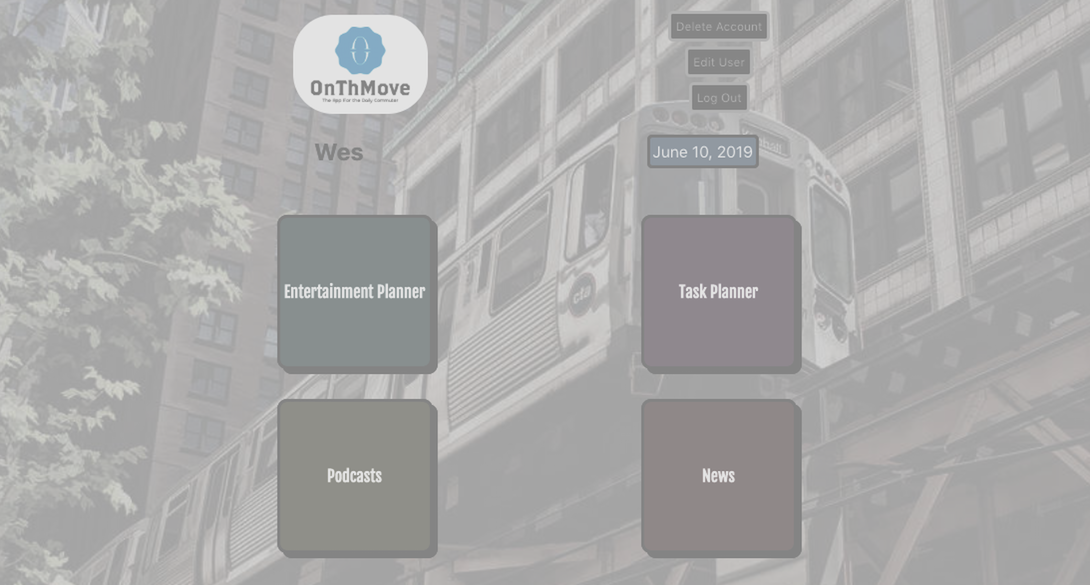 OnThMove
The App For the Daily Commuter
Delete Account
Edit User
Log Out
Wes
June 10, 2019
Entertainment Planner
Task Planner
cta
Podcasts
News